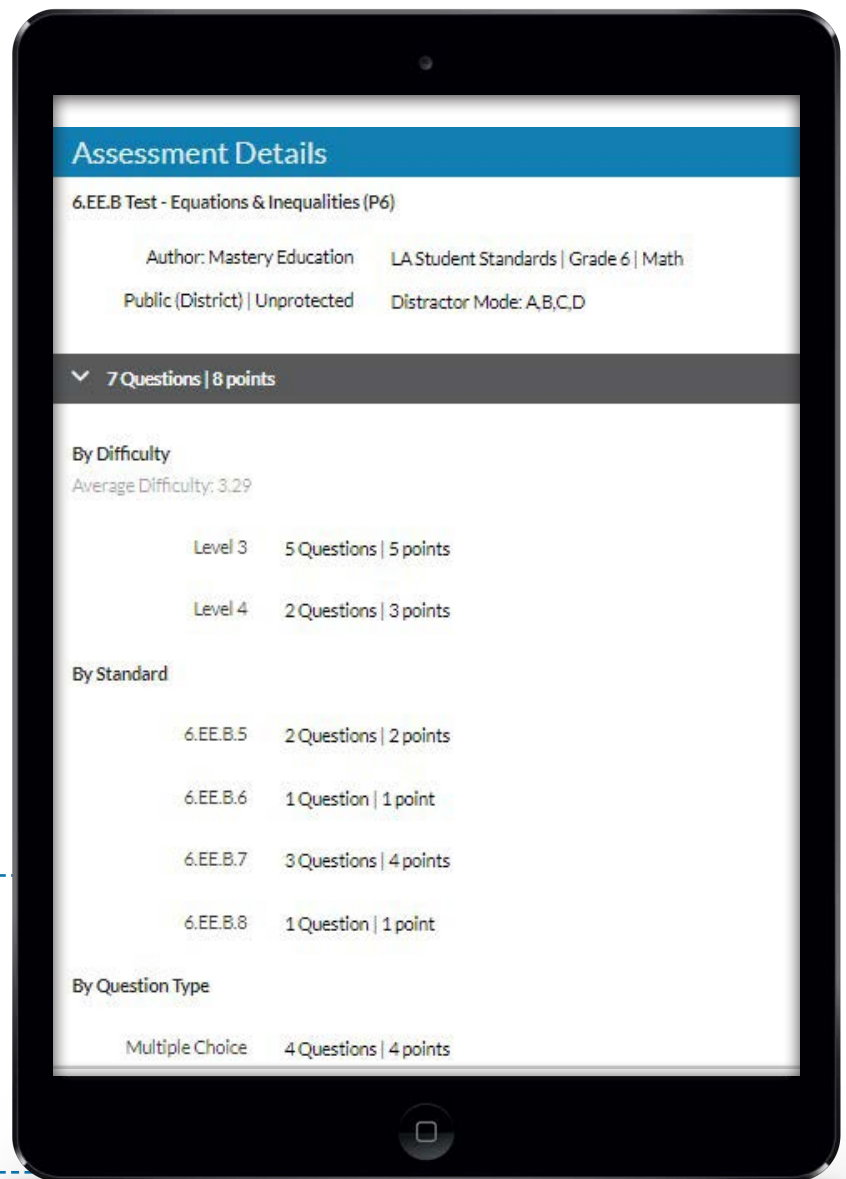 Assessment Details
6.EE.B Test - Equations & Inequalities (P6)
Author: Mastery Education LA Student Standards | Grade 6 | Math
Public (District) | Unprotected Distractor Mode: A,B,C,D
7 Questions | 8 points
By Difficulty
Average Difficulty: 3.29
Level 3 5 Questions | 5 points
Level 4 2 Questions | 3 points
By Standard
6.EE.B.5 2 Questions | 2 points
6.EE.B.6 1 Question | 1 point
6.EE.B.7 3 Questions | 4 points
6.EE.B.8 1 Question | 1 point
By Question Type
Multiple Choice 4 Questions | 4 points